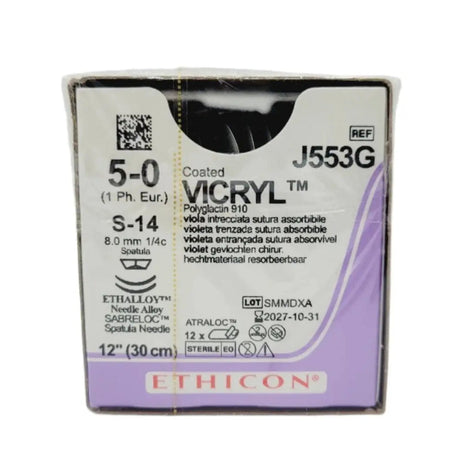 REF
J553G
5-0
(1 Ph. Eur.)
S-14
8.0 mm 1/4c
Spatula
ETHALLOY™
Needle Alloy
SABRELOC™
Spatula Needle
12" (30 cm)
Coated
VICRYL™
Polyglactin 910
viola intrecciata sutura assorbibile
violeta trenzada sutura absorbible
violeta entrançada sutura absorvível
violet gevlochten chirur.
hechtmateriaal resorbeerbaar
LOT SMMDXA
2027-10-31
ATRALOC™
12 x
STERILE EO
ETHICON®